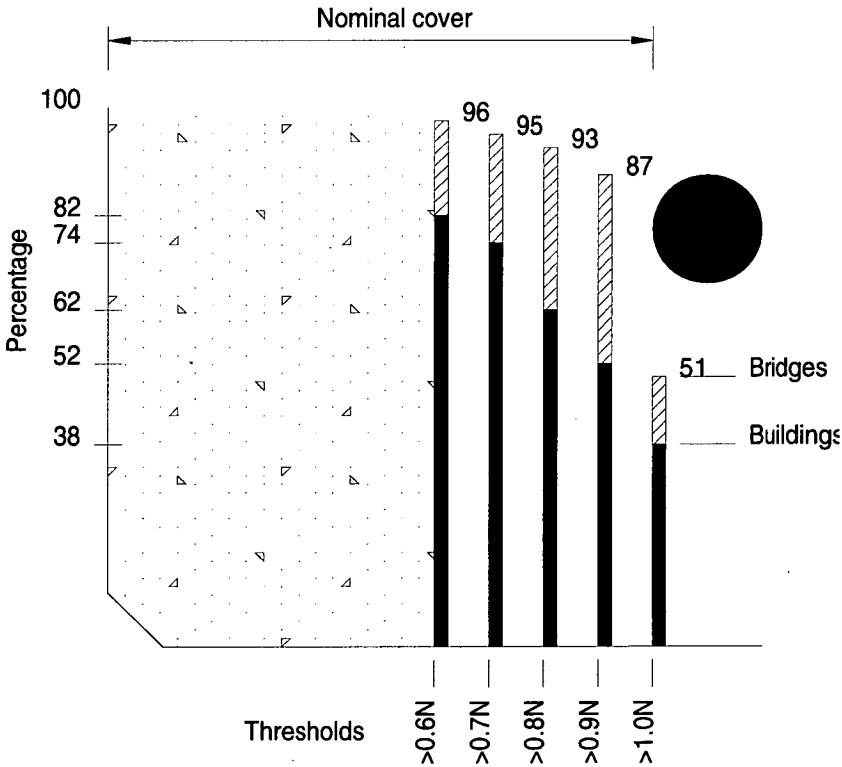 Nominal cover
100
96
95
93
87
82
74
62
52
51
Bridges
38
Buildings
Percentage
Thresholds
>0.6N
>0.7N
>0.8N
>0.9N
>1.0N